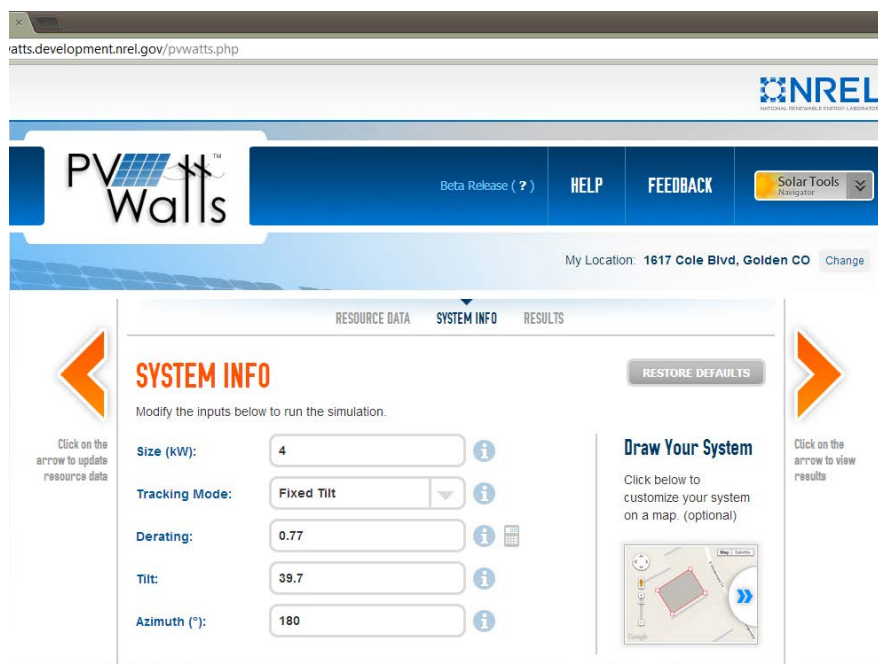 ×
vatts.development.nrel.gov/pvwatts.php
NREL
NATIONAL RENEWABLE ENERGY LABORATORY
PV Watts™
Beta Release ( ? )
HELP
FEEDBACK
Solar Tools
Navigator
My Location: 1617 Cole Blvd, Golden CO
Change
RESOURCE DATA SYSTEM INFO RESULTS
SYSTEM INFO
RESTORE DEFAULTS
Modify the inputs below to run the simulation.
Click on the
arrow to update
resource data
Size (kW): 4
Tracking Mode: Fixed Tilt
Derating: 0.77
Tilt: 39.7
Azimuth (°): 180
Draw Your System
Click below to
customize your system
on a map. (optional)
Map
Google
Click on the
arrow to view
results